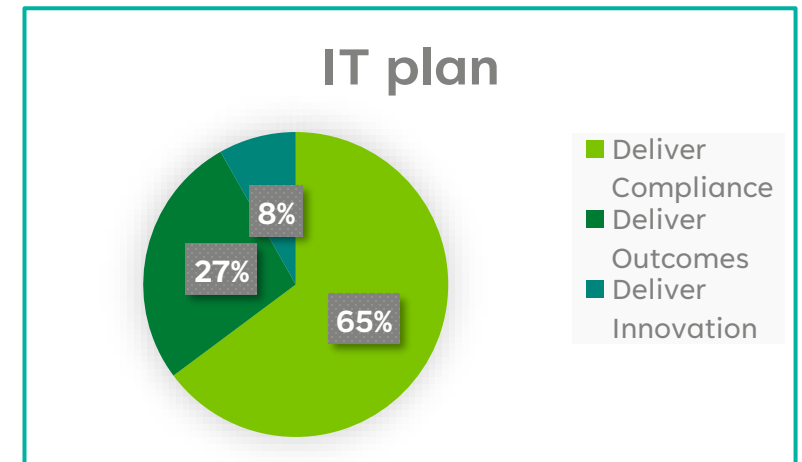 IT plan
Deliver
Compliance
Deliver
Outcomes
Deliver
Innovation
8%
27%
65%